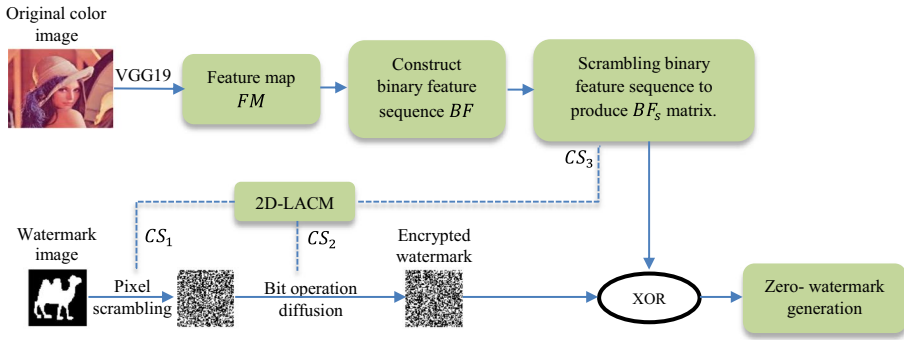 Original color
image
VGG19
Feature map
FM
Construct
binary feature
sequence BF
Scrambling binary
feature sequence to
produce BFₛ matrix.
CS₃
2D-LACM
CS₁
CS₂
Watermark
image
Encrypted
watermark
Pixel
scrambling
Bit operation
diffusion
XOR
Zero- watermark
generation